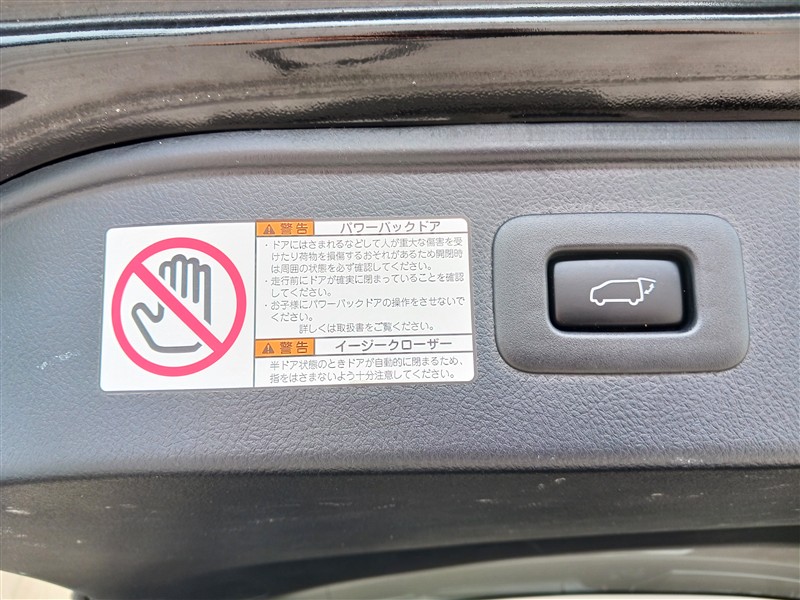 警告 パワーバックドア
・ドアにはさまれるなどして人が重大な傷害を受
けたり荷物を損傷するおそれがあるため開閉時
は周囲の状態を必ず確認してください。
・走行前にドアが確実に閉まっていることを確認
してください。
・お子様にパワーバックドアの操作をさせないで
ください。
詳しくは取扱書をご覧ください。
警告 イージークローザー
半ドア状態のときドアが自動的に閉まるため、
指をはさまないよう十分注意してください。